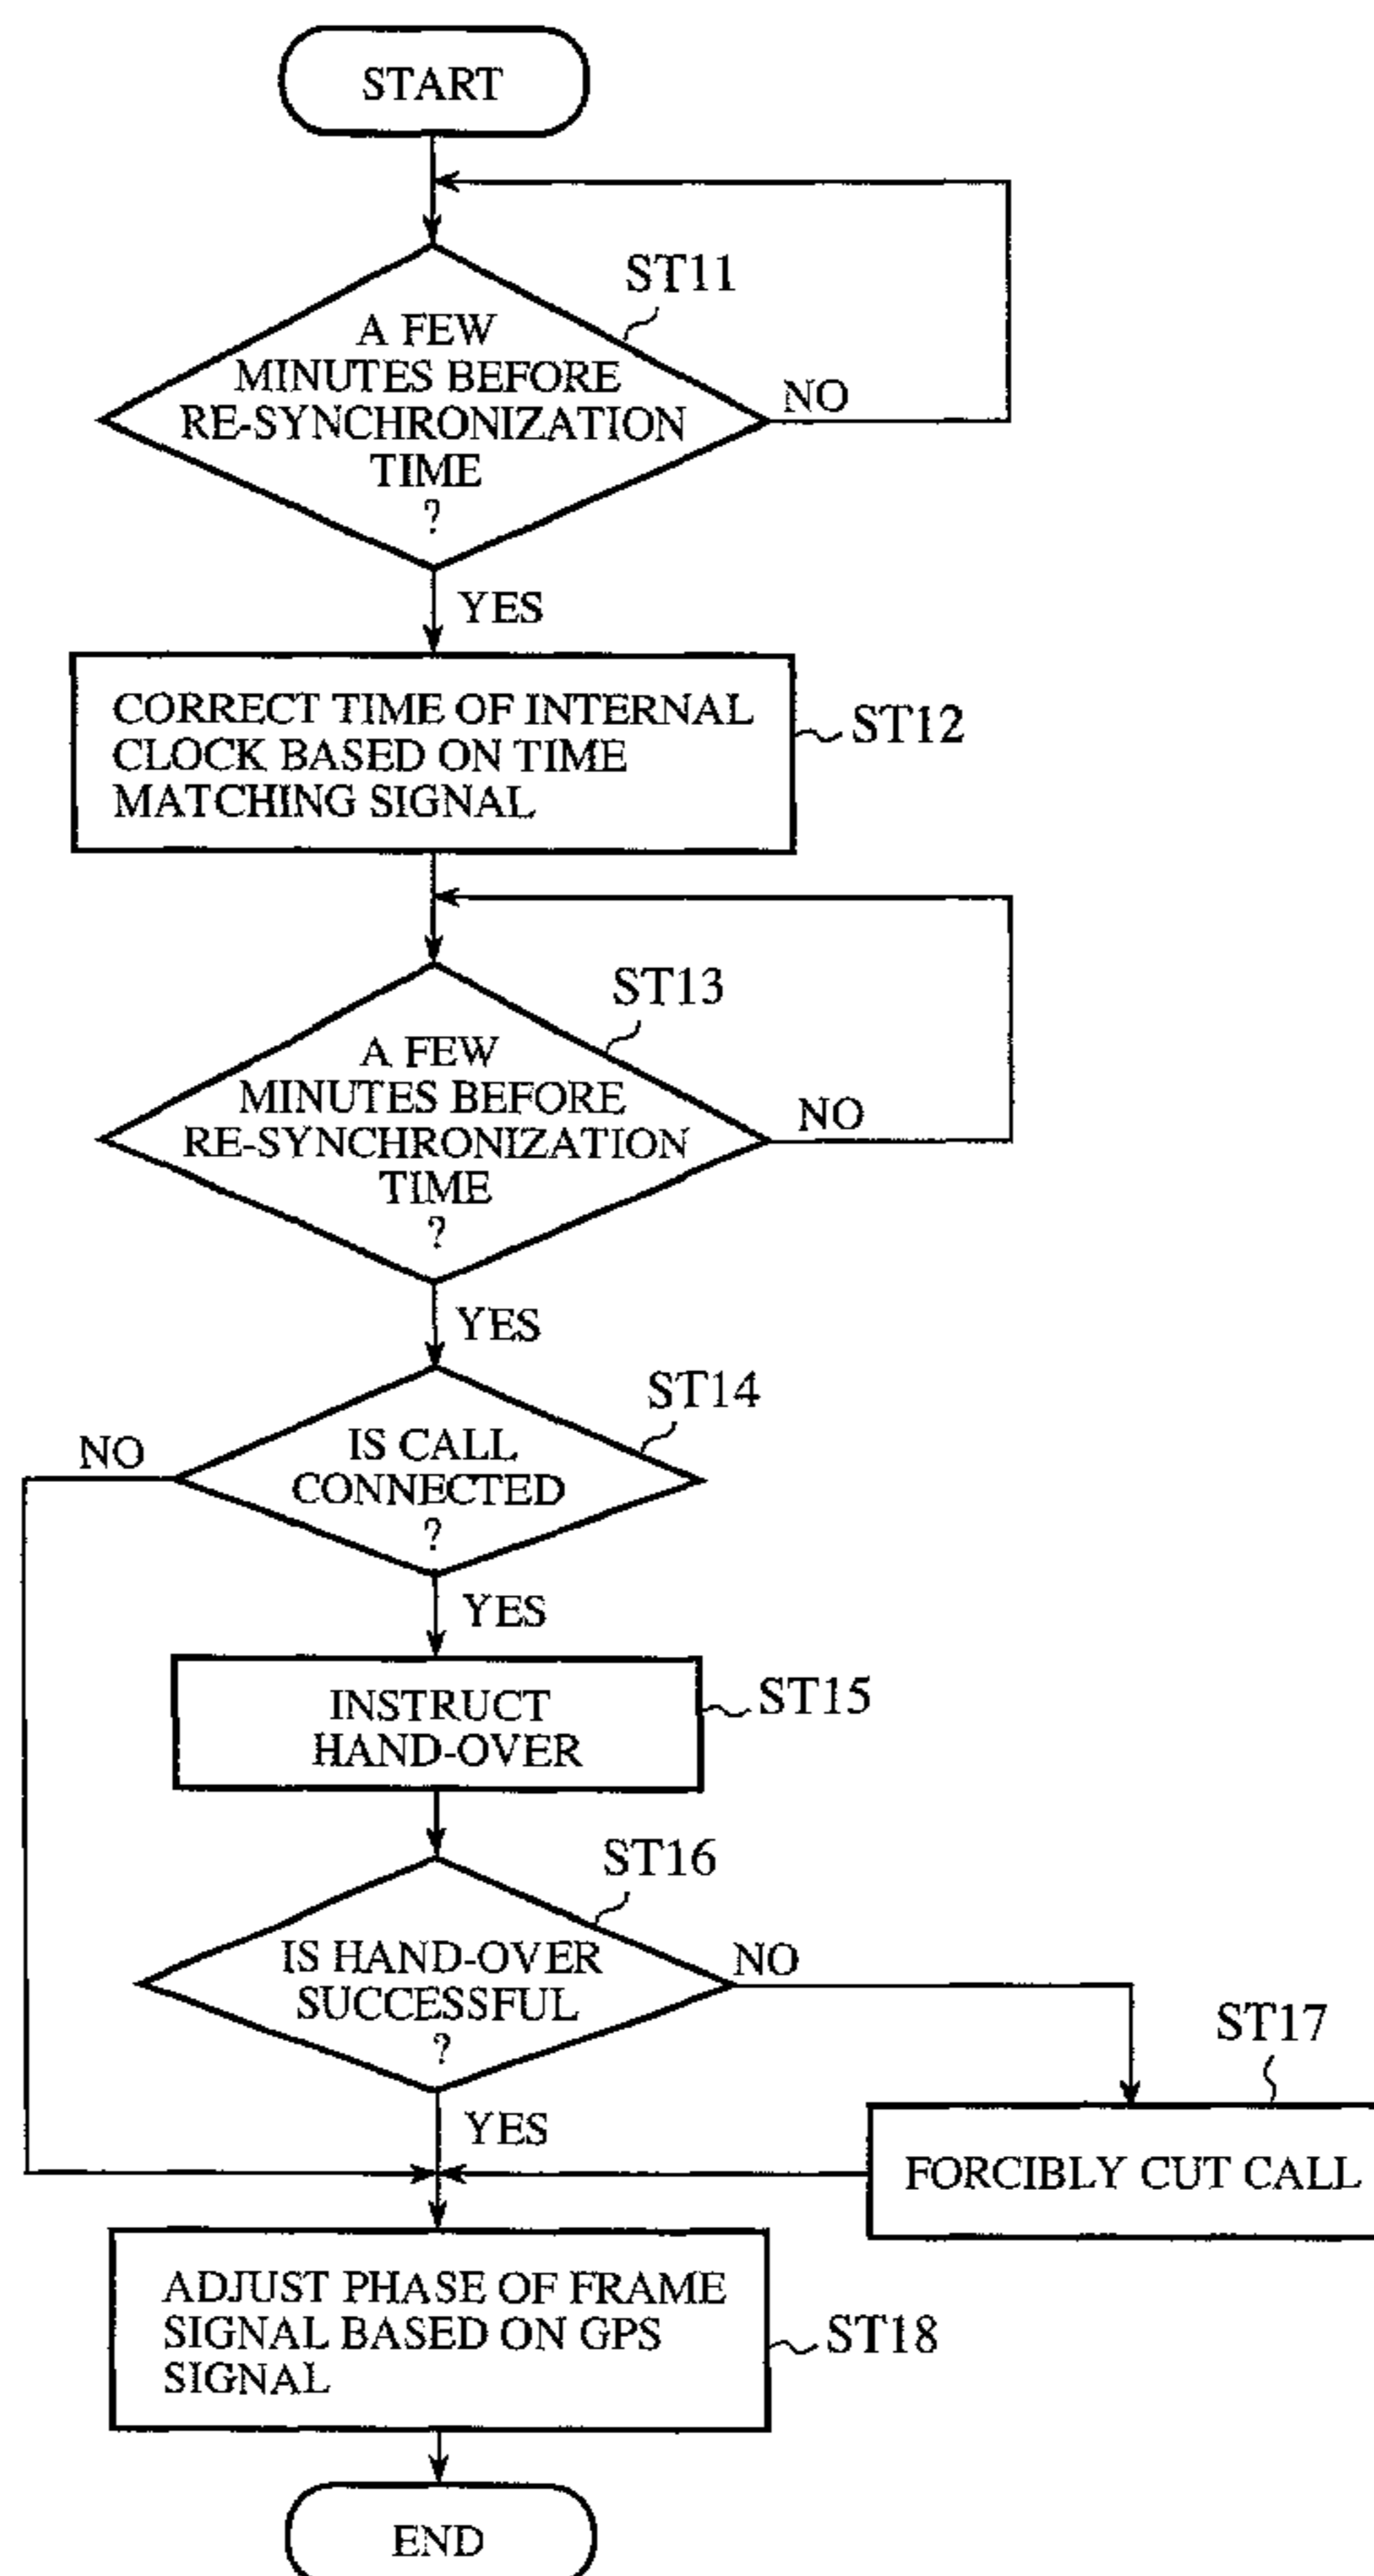 START
ST11
A FEW
MINUTES BEFORE
RE-SYNCHRONIZATION
TIME
?
NO
YES
CORRECT TIME OF INTERNAL
CLOCK BASED ON TIME
MATCHING SIGNAL
ST12
ST13
A FEW
MINUTES BEFORE
RE-SYNCHRONIZATION
TIME
?
NO
YES
ST14
NO
IS CALL
CONNECTED
?
YES
INSTRUCT
HAND-OVER
ST15
ST16
IS HAND-OVER
SUCCESSFUL
?
NO
ST17
YES
FORCIBLY CUT CALL
ADJUST PHASE OF FRAME
SIGNAL BASED ON GPS
SIGNAL
ST18
END